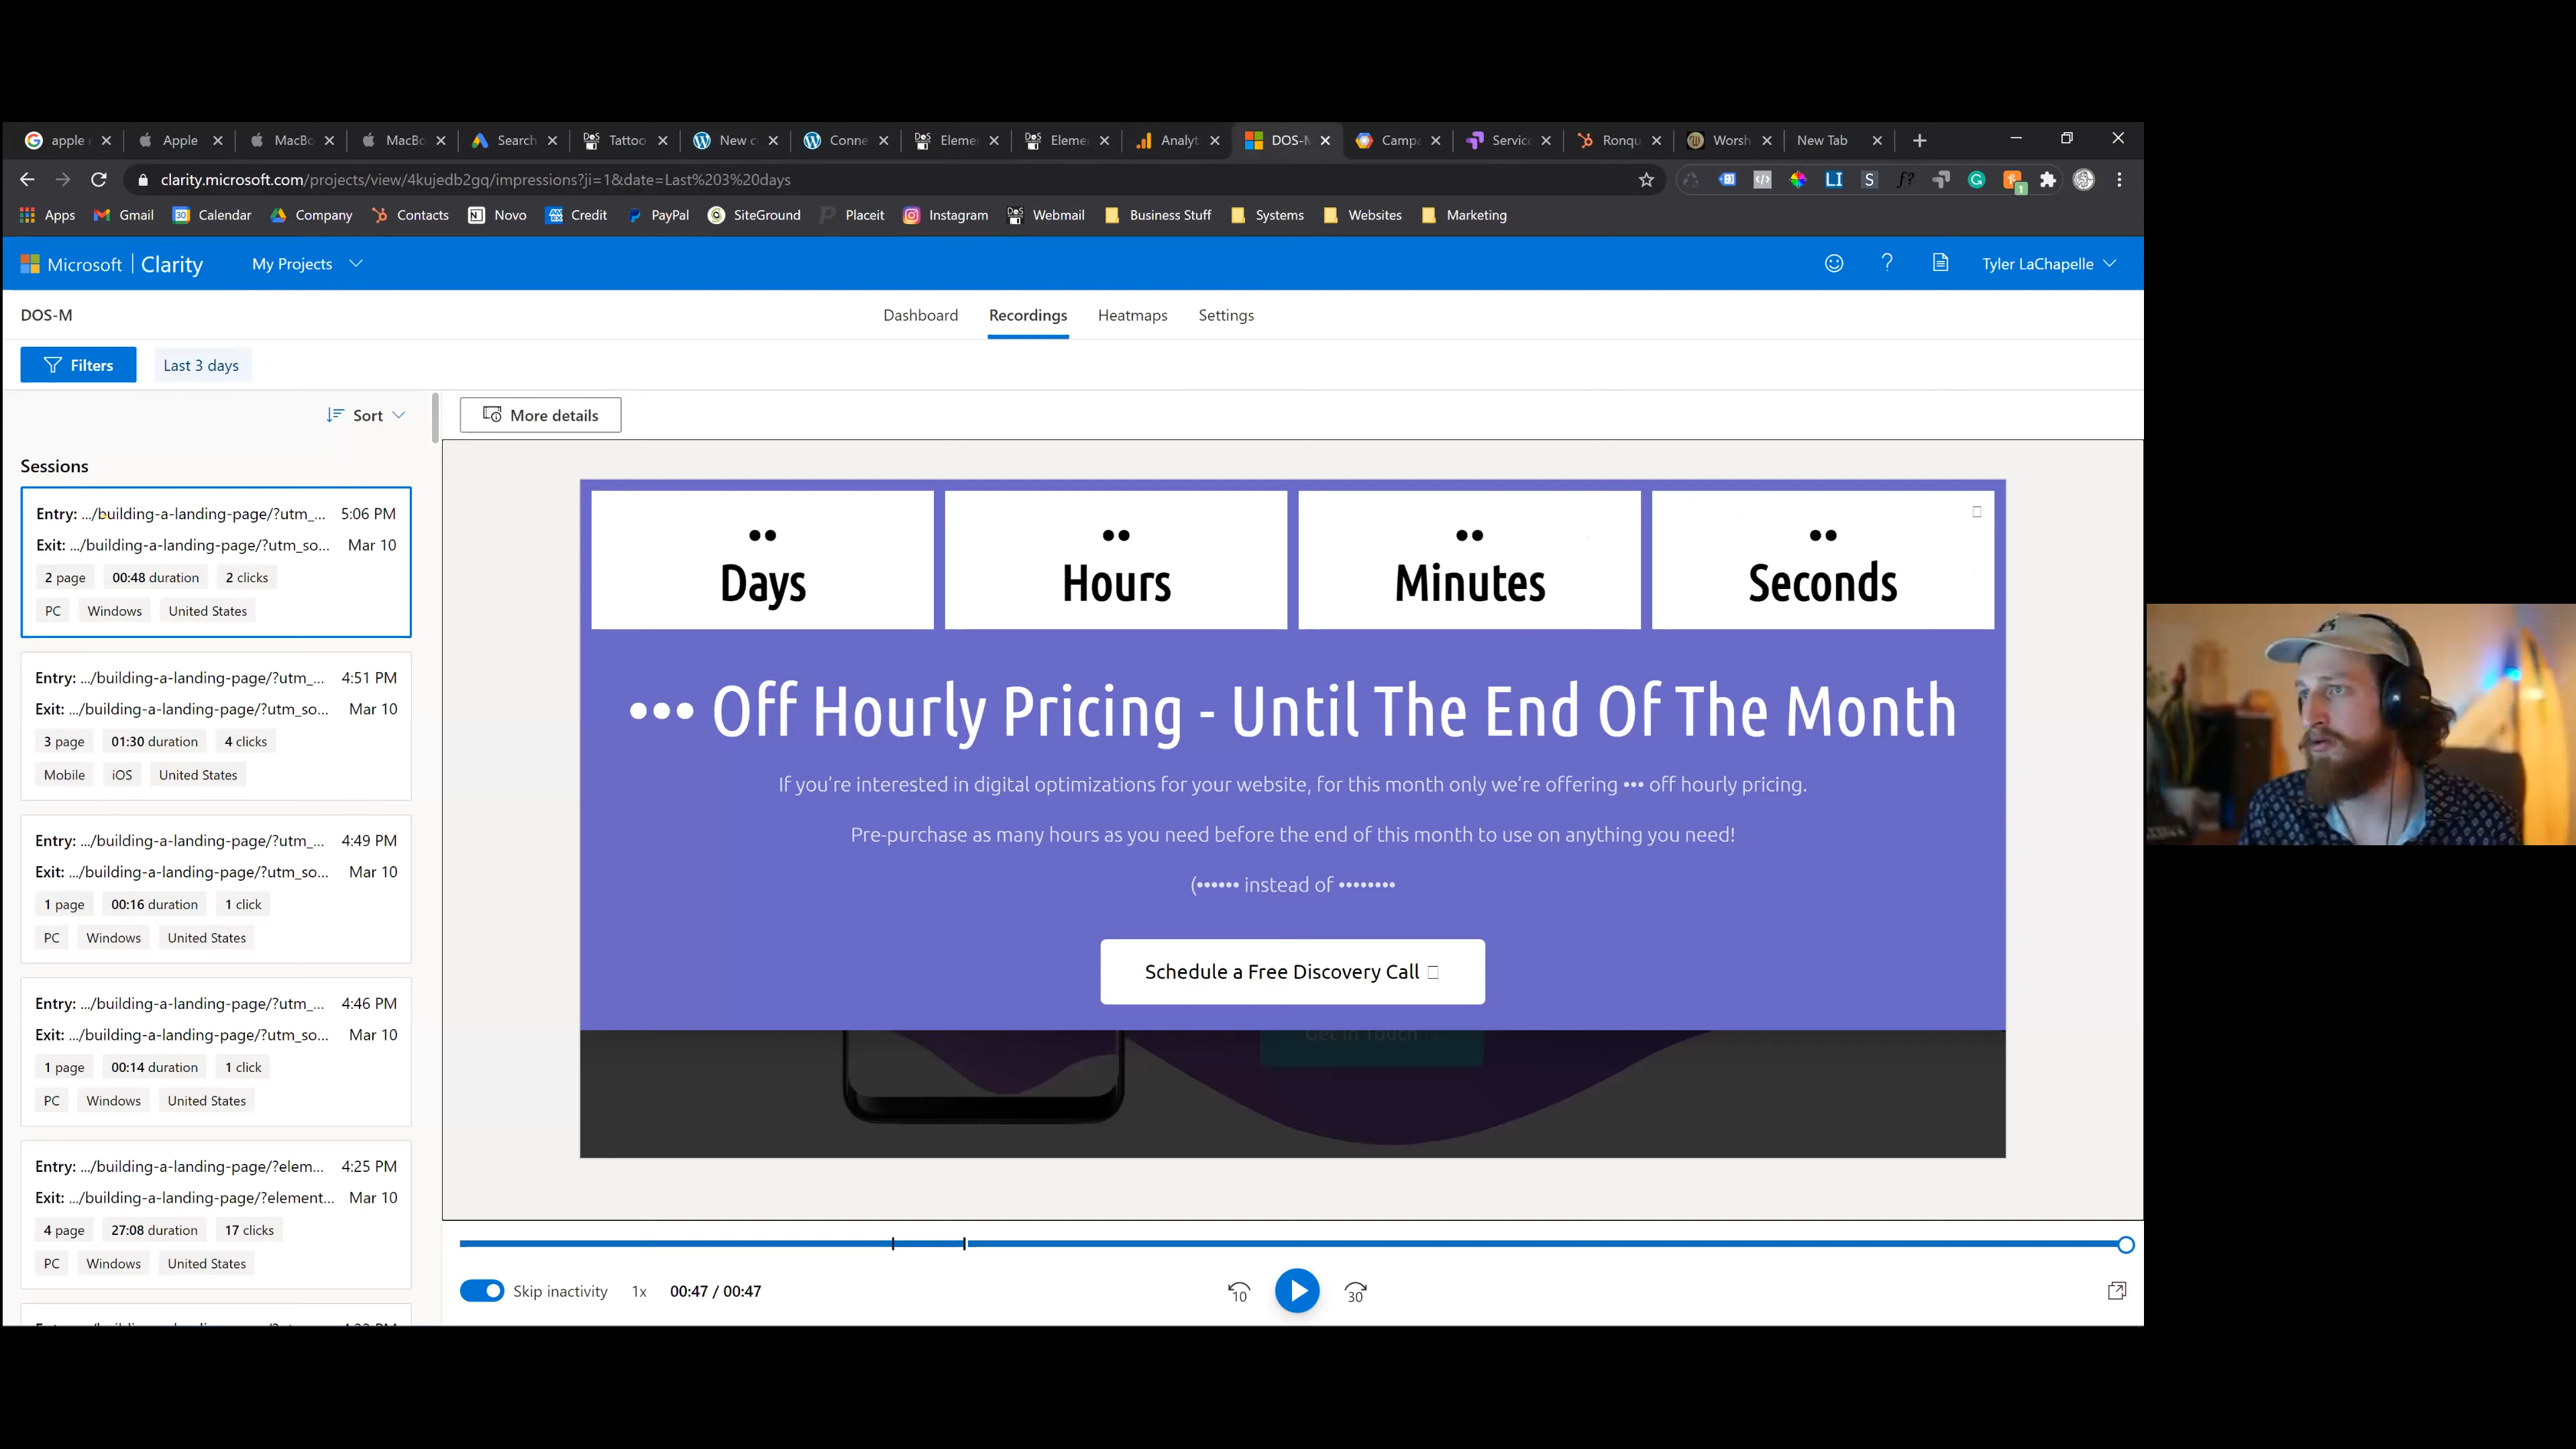 apple
Apple
MacBo
MacBo
Search
Tattoo
New c
Conne
Eleme
Eleme
Analyt
DOS-M
Campa
Service
Ronqu
Worsh
New Tab
clarity.microsoft.com/projects/view/4kujedb2gq/impressions?ji=1&date=Last%203%20days
Apps Gmail Calendar Company Contacts Novo Credit PayPal SiteGround Placeit Instagram Webmail Business Stuff Systems Websites Marketing
Microsoft | Clarity My Projects Tyler LaChapelle
DOS-M Dashboard Recordings Heatmaps Settings
Filters Last 3 days
Sort
More details
Sessions
Entry: .../building-a-landing-page/?utm_... 5:06 PM
Exit: .../building-a-landing-page/?utm_so... Mar 10
2 page 00:48 duration 2 clicks
PC Windows United States
Entry: .../building-a-landing-page/?utm_... 4:51 PM
Exit: .../building-a-landing-page/?utm_so... Mar 10
3 page 01:30 duration 4 clicks
Mobile iOS United States
Entry: .../building-a-landing-page/?utm_... 4:49 PM
Exit: .../building-a-landing-page/?utm_so... Mar 10
1 page 00:16 duration 1 click
PC Windows United States
Entry: .../building-a-landing-page/?utm_... 4:46 PM
Exit: .../building-a-landing-page/?utm_so... Mar 10
1 page 00:14 duration 1 click
PC Windows United States
Entry: .../building-a-landing-page/?elem... 4:25 PM
Exit: .../building-a-landing-page/?element... Mar 10
4 page 27:08 duration 17 clicks
PC Windows United States
•• •• •• ••
Days Hours Minutes Seconds
••• Off Hourly Pricing - Until The End Of The Month
If you're interested in digital optimizations for your website, for this month only we're offering ••• off hourly pricing.
Pre-purchase as many hours as you need before the end of this month to use on anything you need!
(•••••• instead of ••••••••
Schedule a Free Discovery Call
Get In Touch
Skip inactivity 1x 00:47 / 00:47 10 30